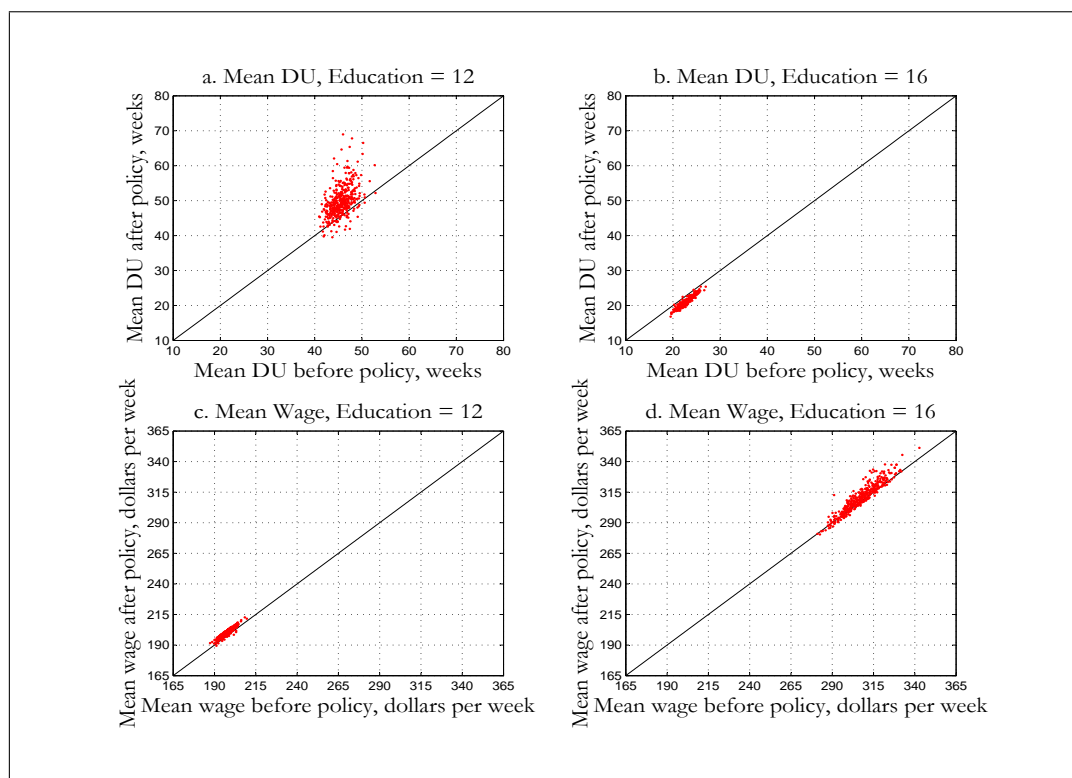 a. Mean DU, Education = 12
80
70
60
50
40
30
20
10
Mean DU after policy, weeks
10 20 30 40 50 60 70 80
Mean DU before policy, weeks
b. Mean DU, Education = 16
80
70
60
50
40
30
20
10
Mean DU after policy, weeks
10 20 30 40 50 60 70 80
Mean DU before policy, weeks
c. Mean Wage, Education = 12
365
340
315
290
265
240
215
190
165
Mean wage after policy, dollars per week
165 190 215 240 265 290 315 340 365
Mean wage before policy, dollars per week
d. Mean Wage, Education = 16
365
340
315
290
265
240
215
190
165
Mean wage after policy, dollars per week
165 190 215 240 265 290 315 340 365
Mean wage before policy, dollars per week